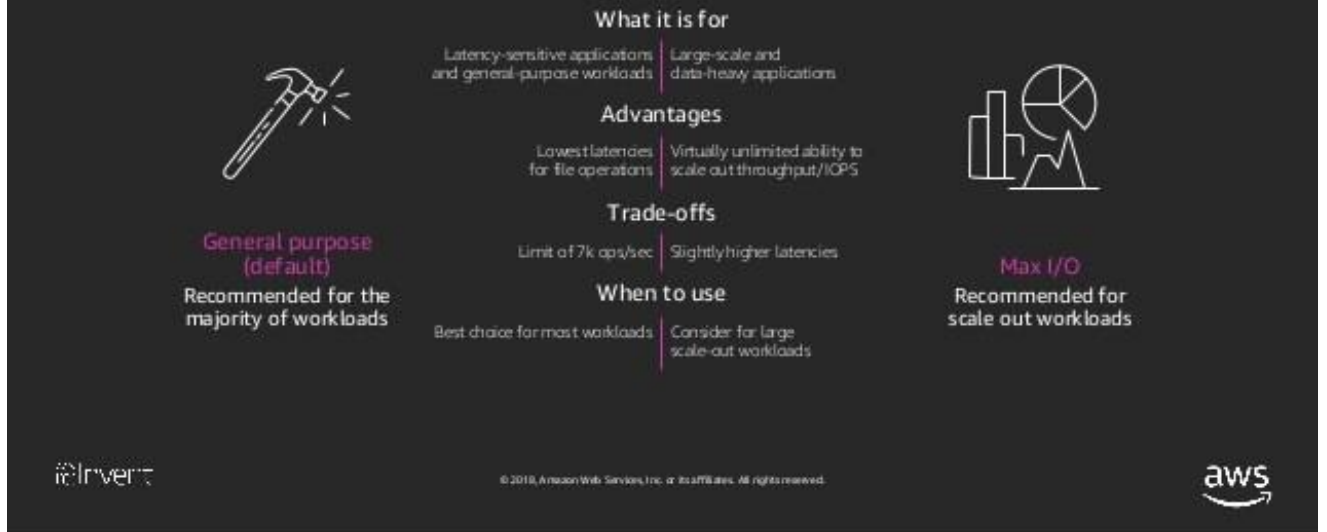 What it is for
Latency-sensitive applications
and general-purpose workloads
Large-scale and
data-heavy applications
Advantages
Lowest latencies
for file operations
Virtually unlimited ability to
scale out throughput/IOPS
Trade-offs
Limit of 7k ops/sec
Slightly higher latencies
When to use
Best choice for most workloads
Consider for large
scale-out workloads
General purpose
(default)
Recommended for the
majority of workloads
Max I/O
Recommended for
scale out workloads
re:Invent
© 2018, Amazon Web Services, Inc. or its affiliates. All rights reserved.
aws